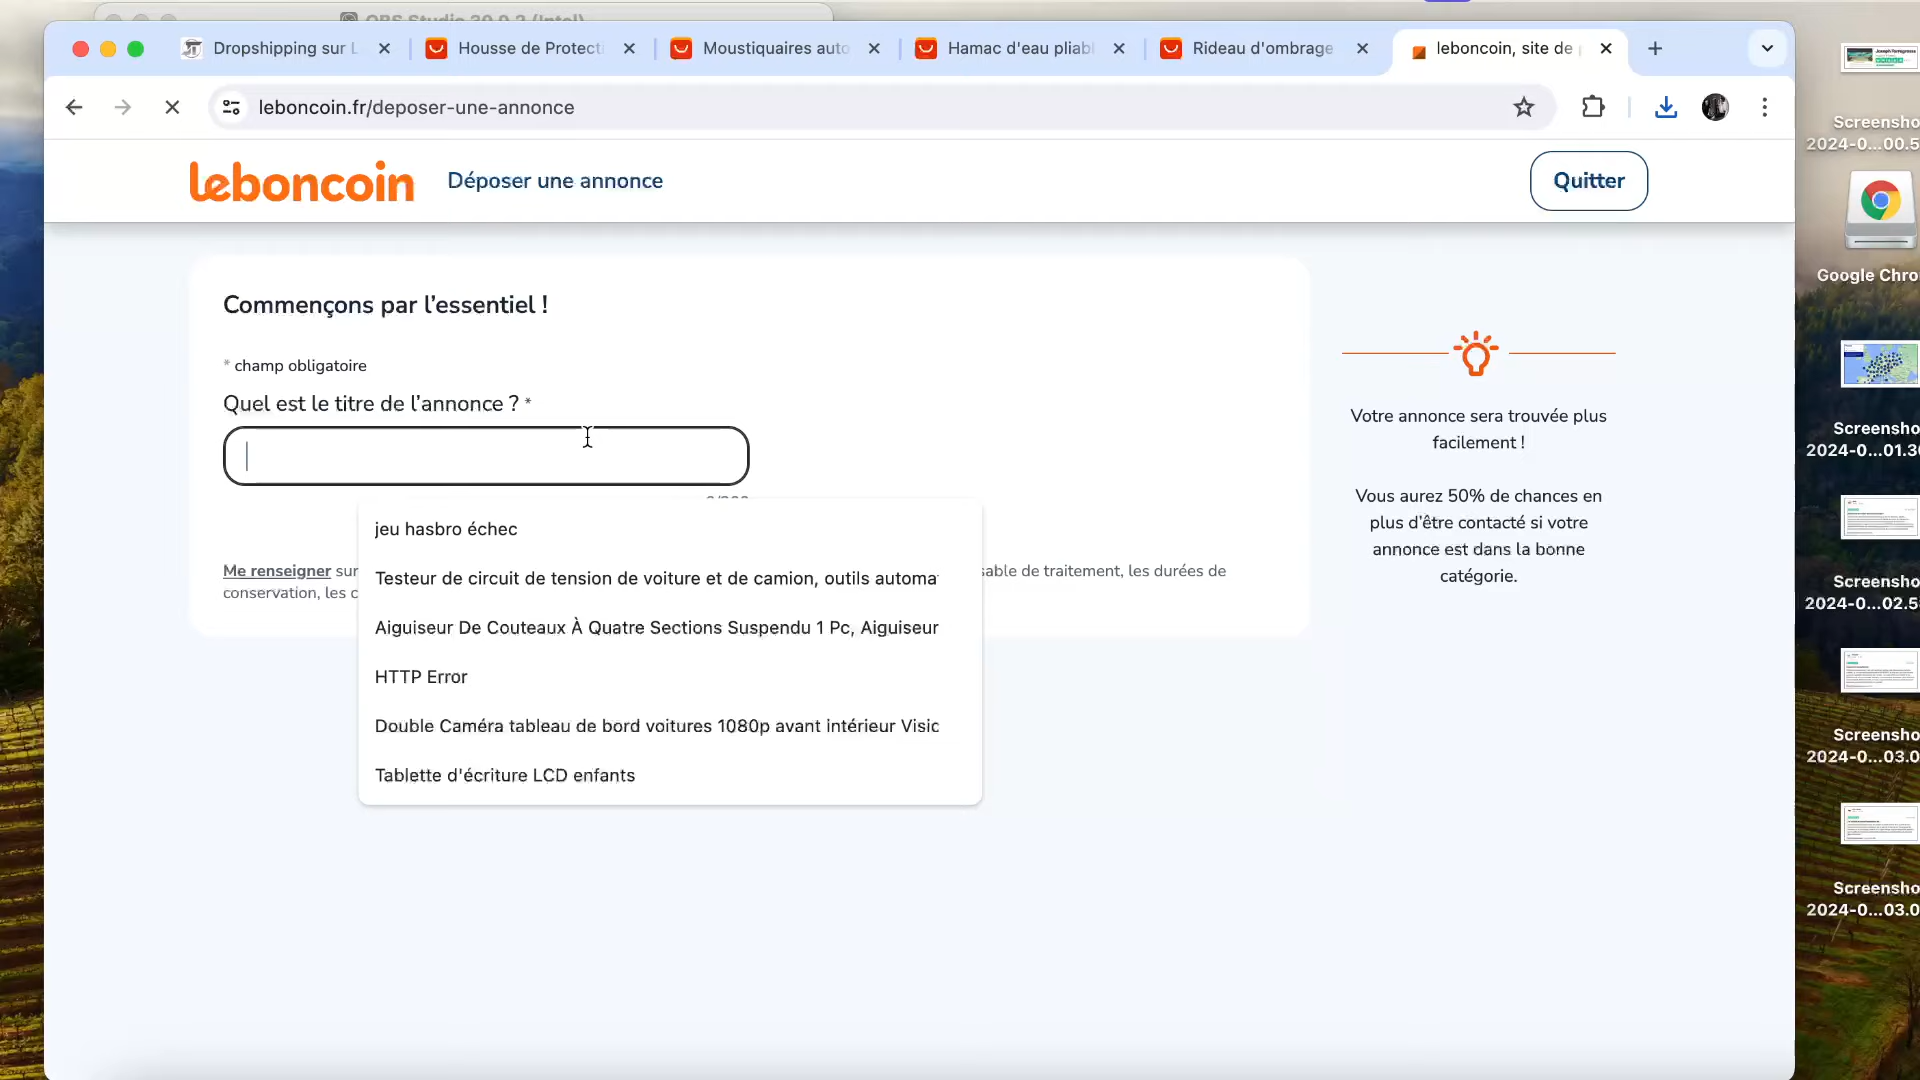 OBS Studio 30.0.2 (Intel)
Dropshipping sur L
Housse de Protect
Moustiquaires auto
Hamac d'eau pliabl
Rideau d'ombrage
leboncoin, site de
leboncoin.fr/deposer-une-annonce
leboncoin
Déposer une annonce
Quitter
Commençons par l’essentiel !
* champ obligatoire
Quel est le titre de l’annonce ? *
jeu hasbro échec
Testeur de circuit de tension de voiture et de camion, outils automa
Aiguiseur De Couteaux À Quatre Sections Suspendu 1 Pc, Aiguiseur
HTTP Error
Double Caméra tableau de bord voitures 1080p avant intérieur Visic
Tablette d'écriture LCD enfants
Me renseigner sur
sable de traitement, les durées de
conservation, les c
Votre annonce sera trouvée plus
facilement !
Vous aurez 50% de chances en
plus d’être contacté si votre
annonce est dans la bonne
catégorie.
Screensho
2024-0...00.5
Google Chro
Screensho
2024-0...01.3
Screensho
2024-0...02.5
Screensho
2024-0...03.0
Screensho
2024-0...03.0